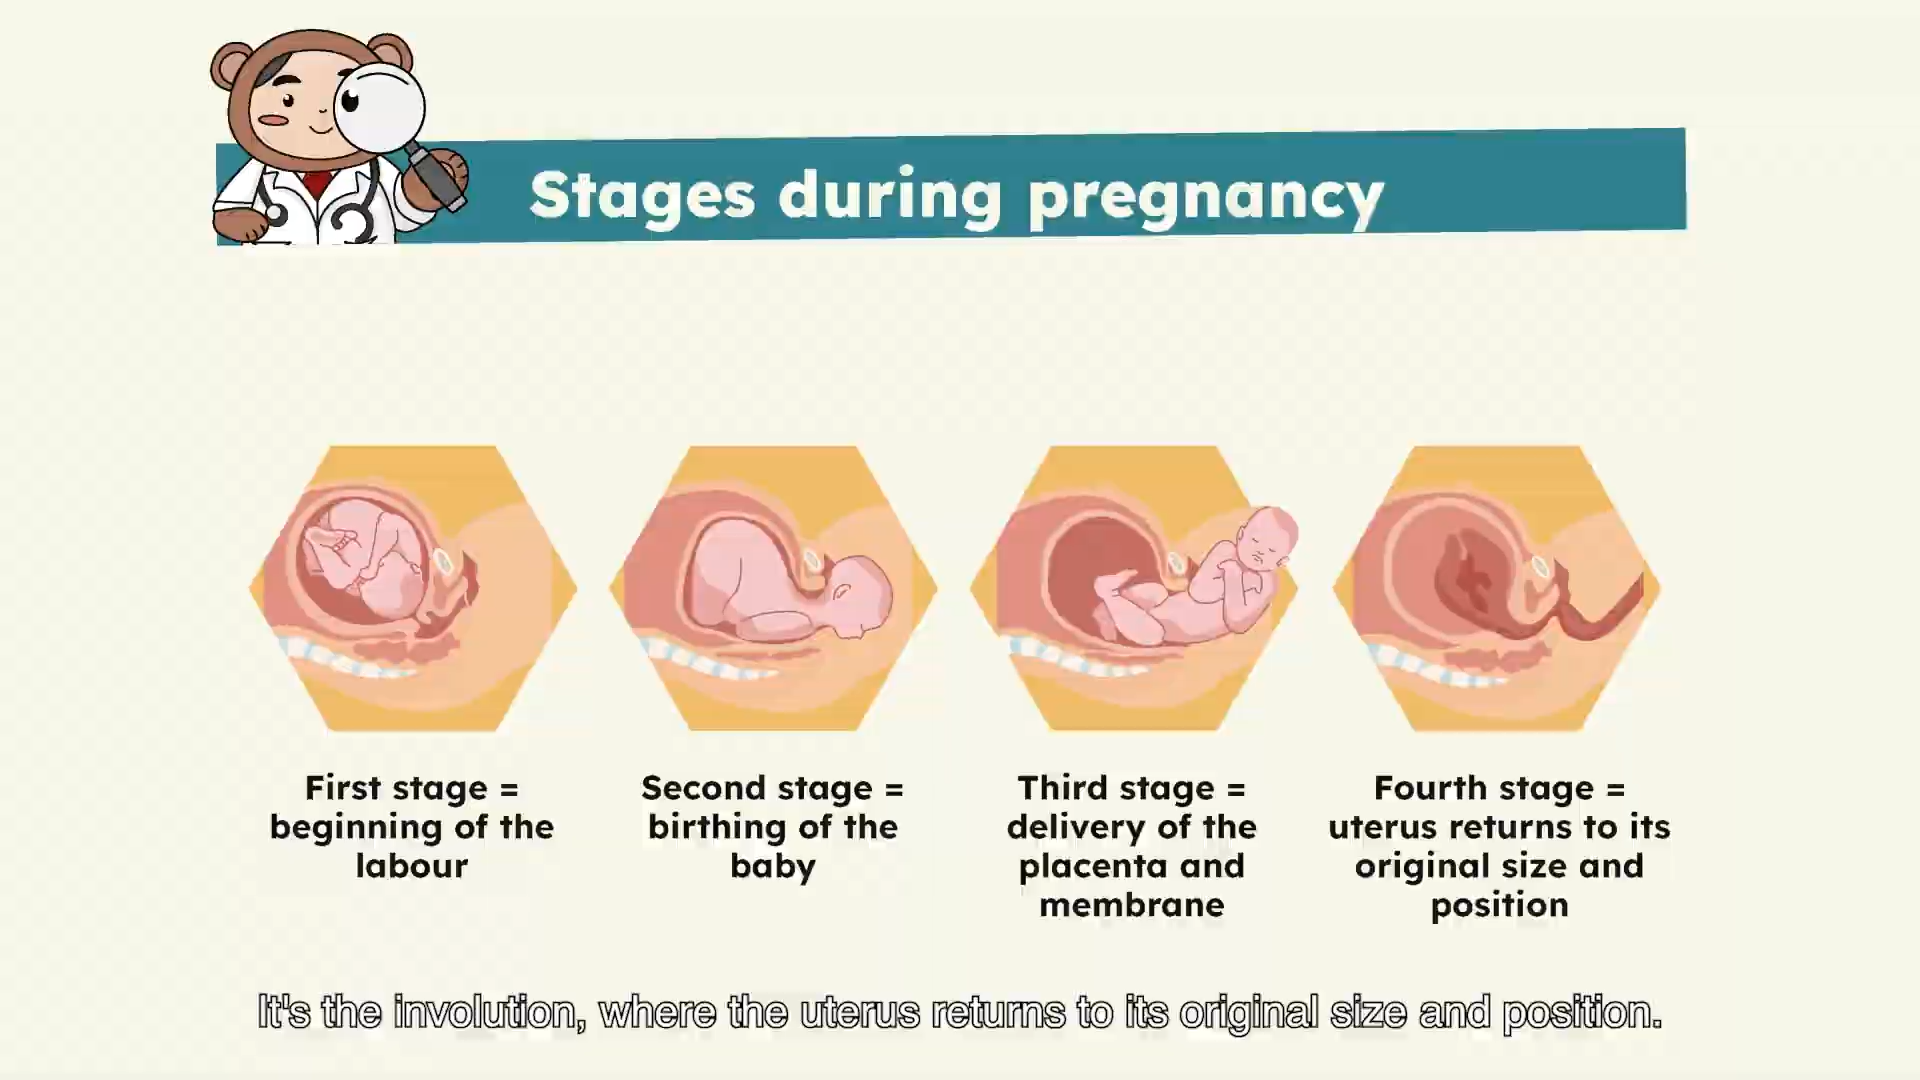 Stages during pregnancy
First stage =
beginning of the
labour
Second stage =
birthing of the
baby
Third stage =
delivery of the
placenta and
membrane
Fourth stage =
uterus returns to its
original size and
position
It's the involution, where the uterus returns to its original size and position.